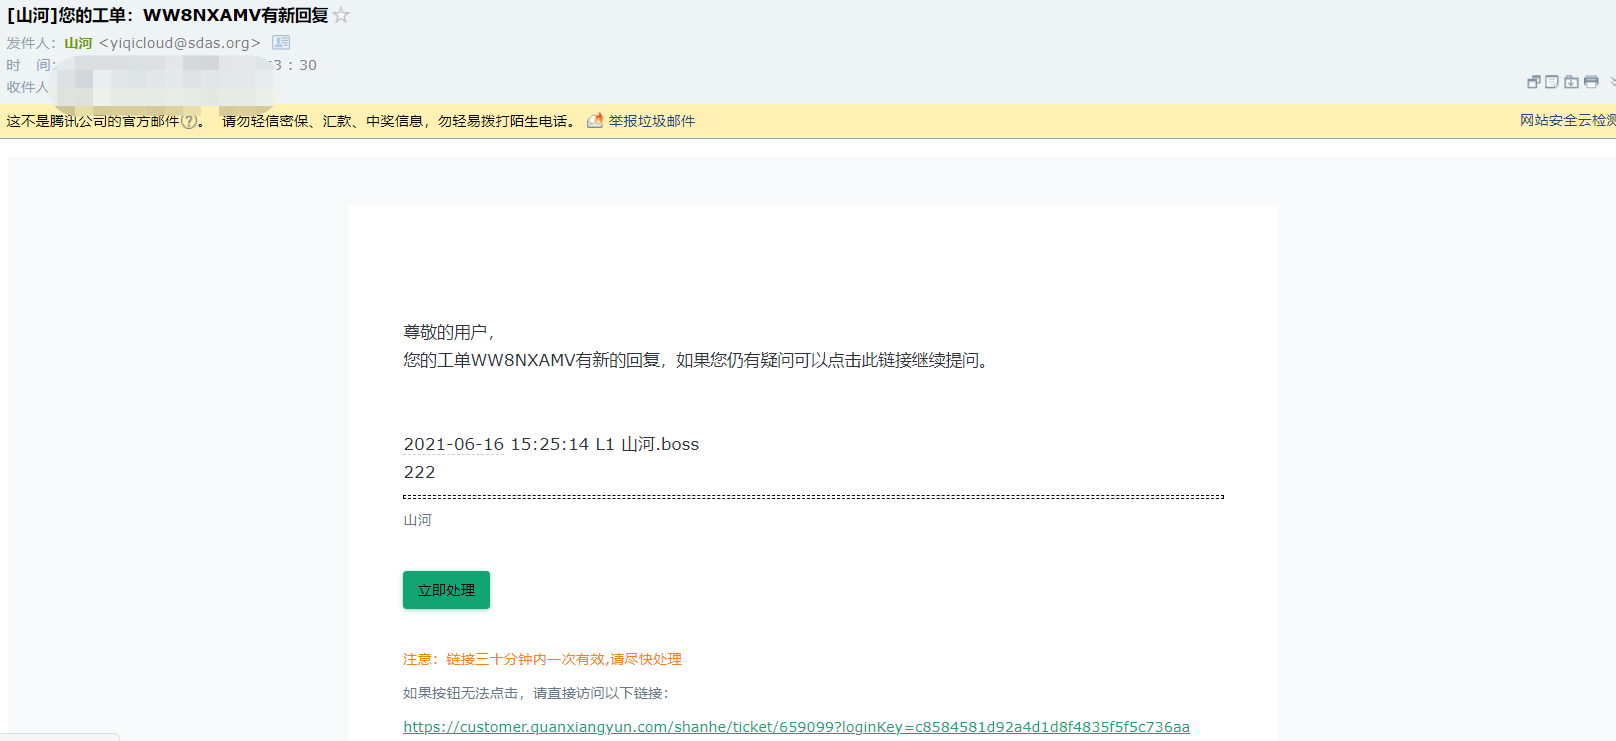 [山河]您的工单：WW8NXAMV有新回复
发件人：山河 <yiqicloud@sdas.org>
时 间: 3：30
收件人
这不是腾讯公司的官方邮件?。 请勿轻信密保、汇款、中奖信息，勿轻易拨打陌生电话。 举报垃圾邮件 网站安全云检测
尊敬的用户，
您的工单WW8NXAMV有新的回复，如果您仍有疑问可以点击此链接继续提问。
2021-06-16 15:25:14 L1 山河.boss
222
山河
立即处理
注意：链接三十分钟内一次有效,请尽快处理
如果按钮无法点击，请直接访问以下链接：
https://customer.quanxiangyun.com/shanhe/ticket/659099?loginKey=c8584581d92a4d1d8f4835f5f5c736aa